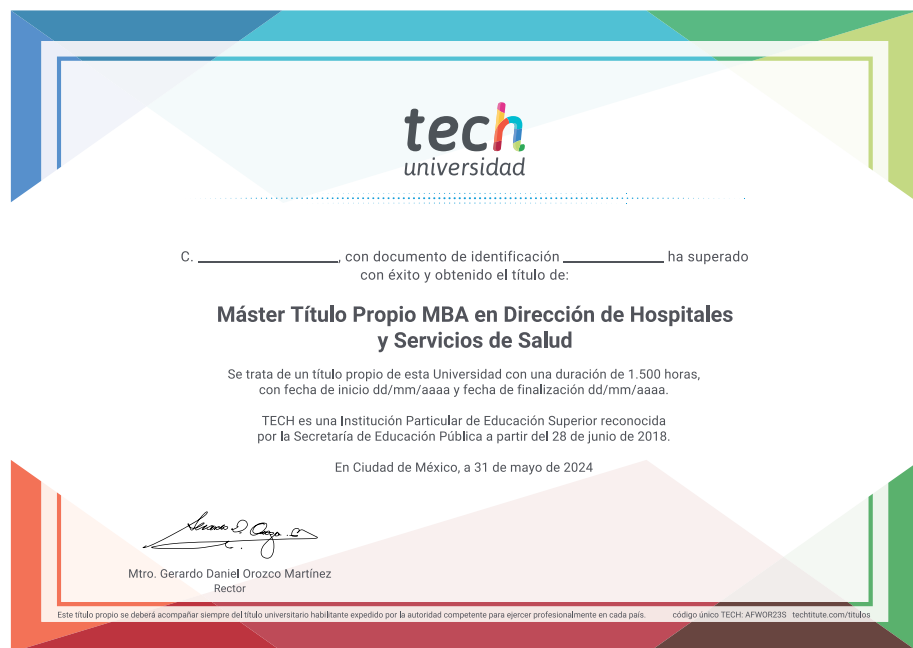 tech
universidad
C. ________________, con documento de identificación ____________ ha superado
con éxito y obtenido el título de:
Máster Título Propio MBA en Dirección de Hospitales
y Servicios de Salud
Se trata de un título propio de esta Universidad con una duración de 1.500 horas,
con fecha de inicio dd/mm/aaaa y fecha de finalización dd/mm/aaaa.
TECH es una Institución Particular de Educación Superior reconocida
por la Secretaría de Educación Pública a partir del 28 de junio de 2018.
En Ciudad de México, a 31 de mayo de 2024
Mtro. Gerardo Daniel Orozco Martínez
Rector
Este título propio se deberá acompañar siempre del título universitario habilitante expedido por la autoridad competente para ejercer profesionalmente en cada país. código único TECH: AFWOR23S techtitute.com/titulos